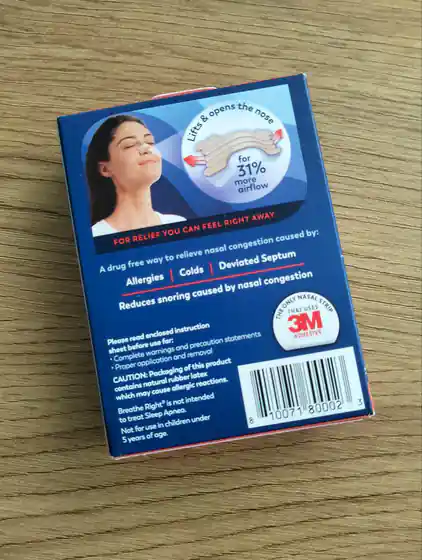 Lifts & opens the nose
for
31%
more
airflow
FOR RELIEF YOU CAN FEEL RIGHT AWAY
A drug free way to relieve nasal congestion caused by:
Allergies | Colds | Deviated Septum
Reduces snoring caused by nasal congestion
THE ONLY NASAL STRIP
THAT USES
3M
ADHESIVE
Please read enclosed instruction
sheet before use for:
• Complete warnings and precaution statements
• Proper application and removal
CAUTION: Packaging of this product
contains natural rubber latex
which may cause allergic reactions.
Breathe Right® is not intended
to treat Sleep Apnea.
Not for use in children under
5 years of age.
8 10071 80002 3